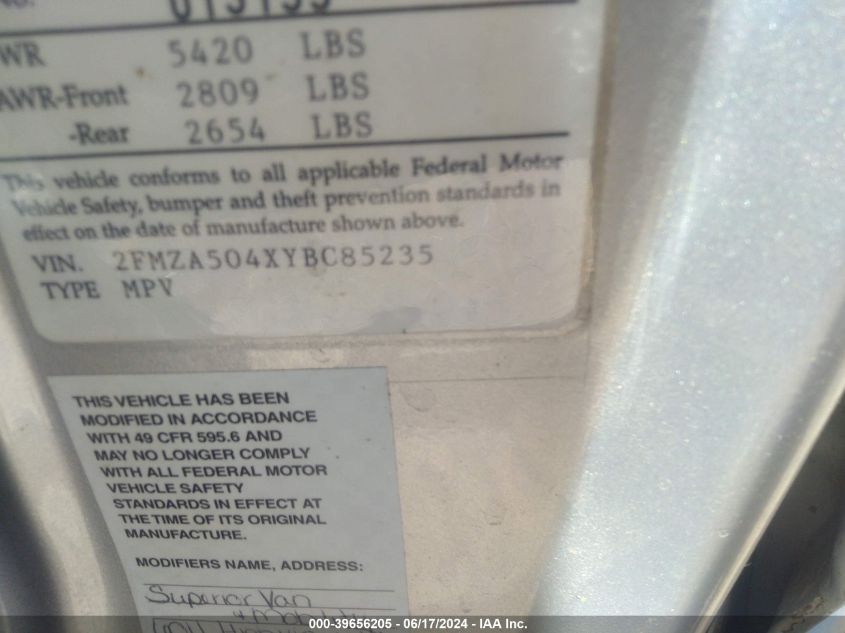 5420 LBS
-Front 2809 LBS
-Rear 2654 LBS
This vehicle conforms to all applicable Federal Motor
Vehicle Safety, bumper and theft prevention standards in
effect on the date of manufacture shown above.
VIN. 2FMZA504XYBC85235
TYPE MPV
THIS VEHICLE HAS BEEN
MODIFIED IN ACCORDANCE
WITH 49 CFR 595.6 AND
MAY NO LONGER COMPLY
WITH ALL FEDERAL MOTOR
VEHICLE SAFETY
STANDARDS IN EFFECT AT
THE TIME OF ITS ORIGINAL
MANUFACTURE.
MODIFIERS NAME, ADDRESS:
Superior Van
000-39656205 - 06/17/2024 - IAA Inc.